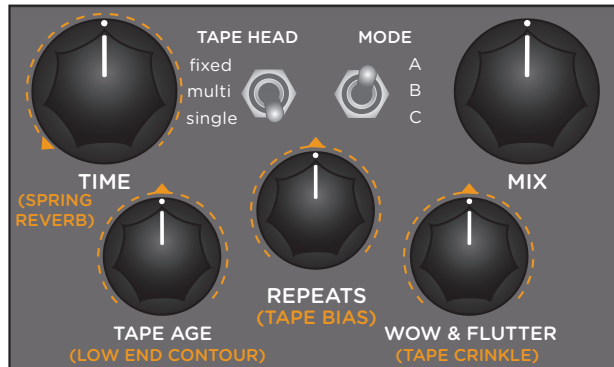 TAPE HEAD
MODE
fixed
multi
single
A
B
C
TIME
(SPRING
REVERB)
MIX
REPEATS
(TAPE BIAS)
TAPE AGE
(LOW END CONTOUR)
WOW & FLUTTER
(TAPE CRINKLE)